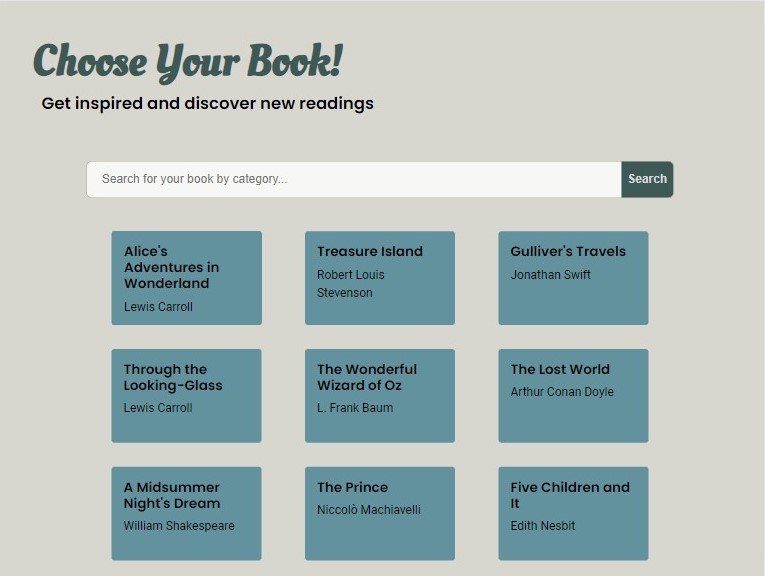 Choose Your Book!
Get inspired and discover new readings
Search for your book by category...
Search
Alice's
Adventures in
Wonderland
Lewis Carroll
Treasure Island
Robert Louis
Stevenson
Gulliver's Travels
Jonathan Swift
Through the
Looking-Glass
Lewis Carroll
The Wonderful
Wizard of Oz
L. Frank Baum
The Lost World
Arthur Conan Doyle
A Midsummer
Night's Dream
William Shakespeare
The Prince
Niccolò Machiavelli
Five Children and
It
Edith Nesbit